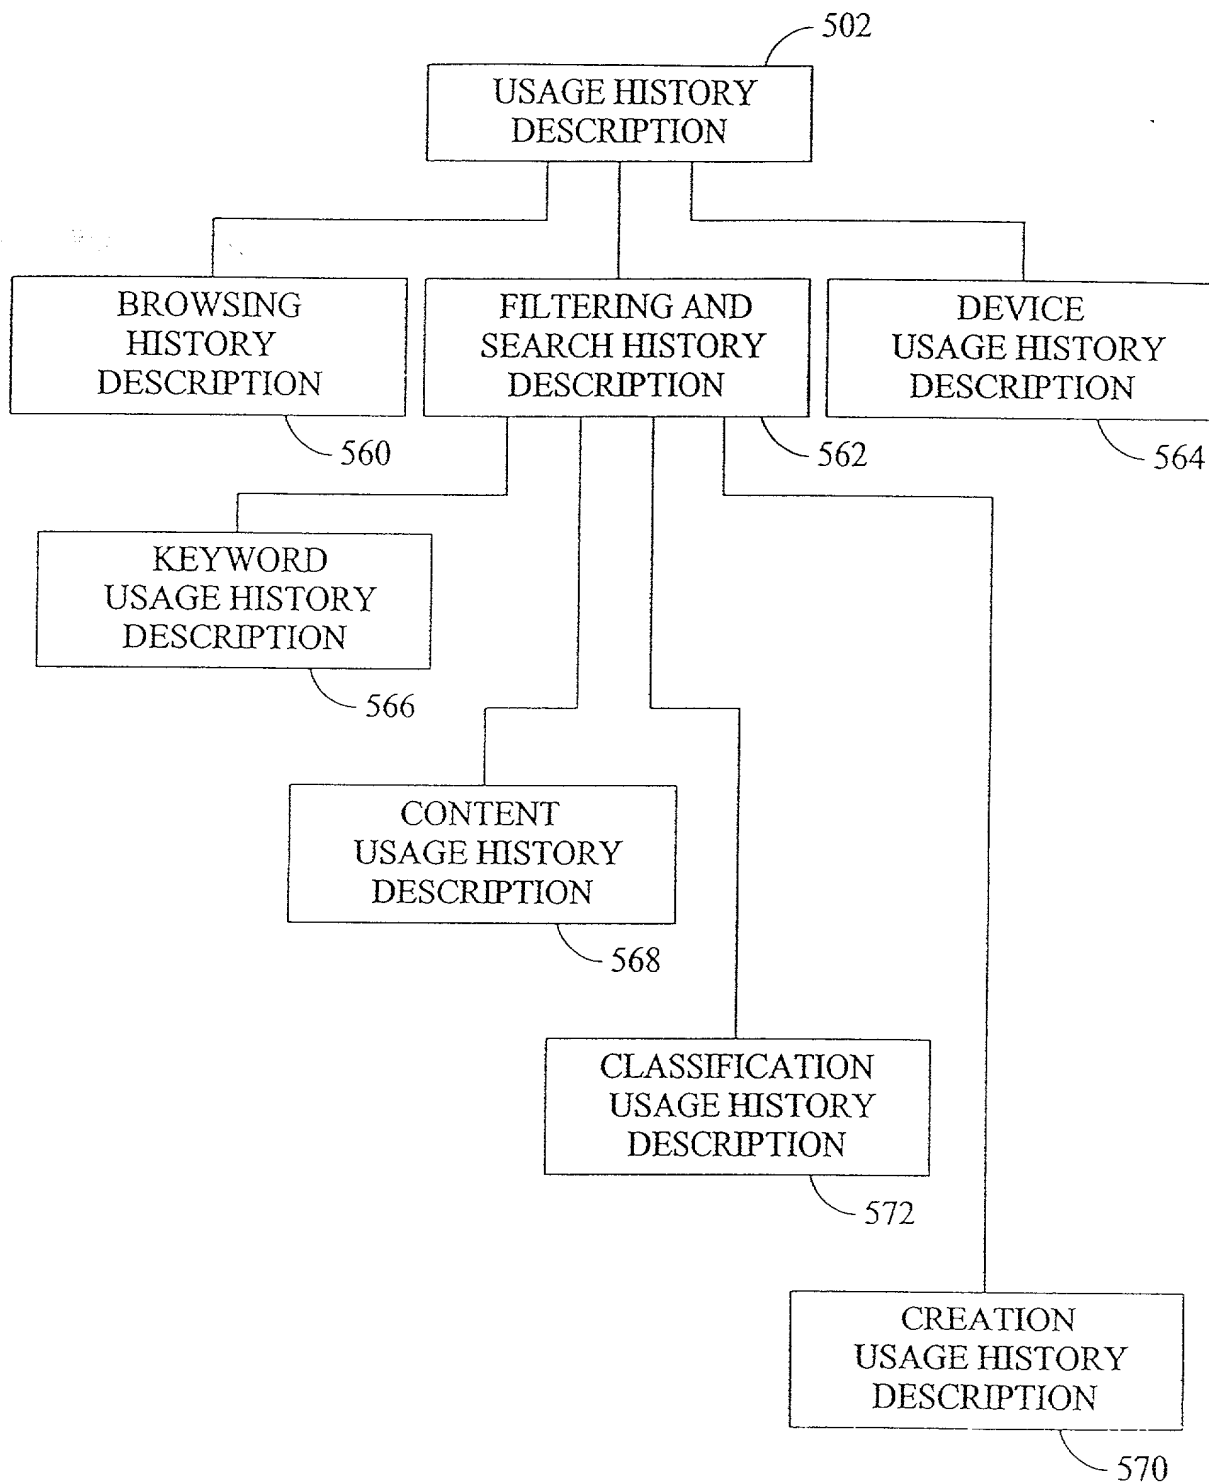 502
USAGE HISTORY
DESCRIPTION
BROWSING
HISTORY
DESCRIPTION
560
FILTERING AND
SEARCH HISTORY
DESCRIPTION
562
DEVICE
USAGE HISTORY
DESCRIPTION
564
KEYWORD
USAGE HISTORY
DESCRIPTION
566
CONTENT
USAGE HISTORY
DESCRIPTION
568
CLASSIFICATION
USAGE HISTORY
DESCRIPTION
572
CREATION
USAGE HISTORY
DESCRIPTION
570